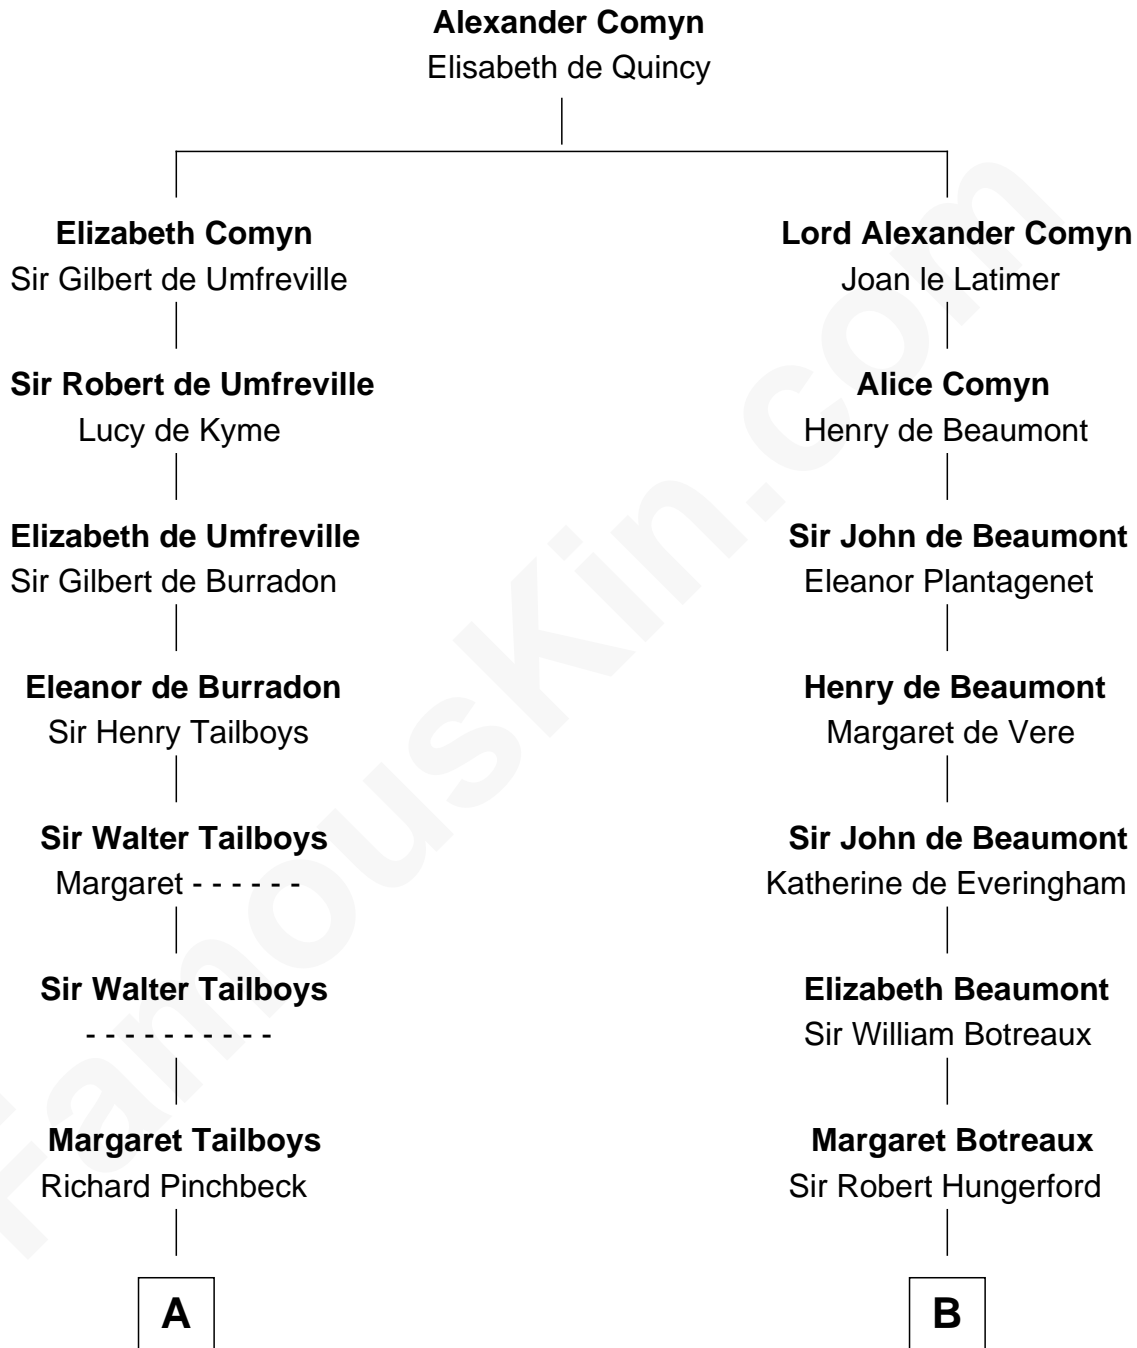 Alexander Comyn
Elisabeth de Quincy
Elizabeth Comyn
Sir Gilbert de Umfreville
Lord Alexander Comyn
Joan le Latimer
Sir Robert de Umfreville
Lucy de Kyme
Alice Comyn
Henry de Beaumont
Elizabeth de Umfreville
Sir Gilbert de Burradon
Sir John de Beaumont
Eleanor Plantagenet
Eleanor de Burradon
Sir Henry Tailboys
Henry de Beaumont
Margaret de Vere
Sir Walter Tailboys
Margaret - - - - - -
Sir John de Beaumont
Katherine de Everingham
Sir Walter Tailboys
- - - - - - - - - -
Elizabeth Beaumont
Sir William Botreaux
Margaret Tailboys
Richard Pinchbeck
Margaret Botreaux
Sir Robert Hungerford
A
B
FamousKin.com